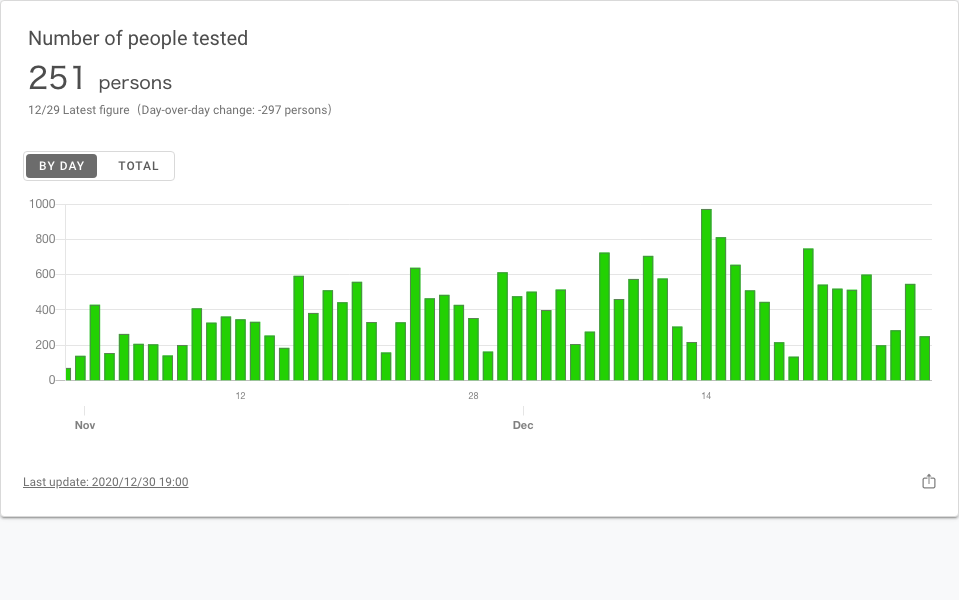 Number of people tested
251 persons
12/29 Latest figure（Day-over-day change: -297 persons）
BY DAY TOTAL
1000
800
600
400
200
0
12 28 14
Nov Dec
Last update: 2020/12/30 19:00